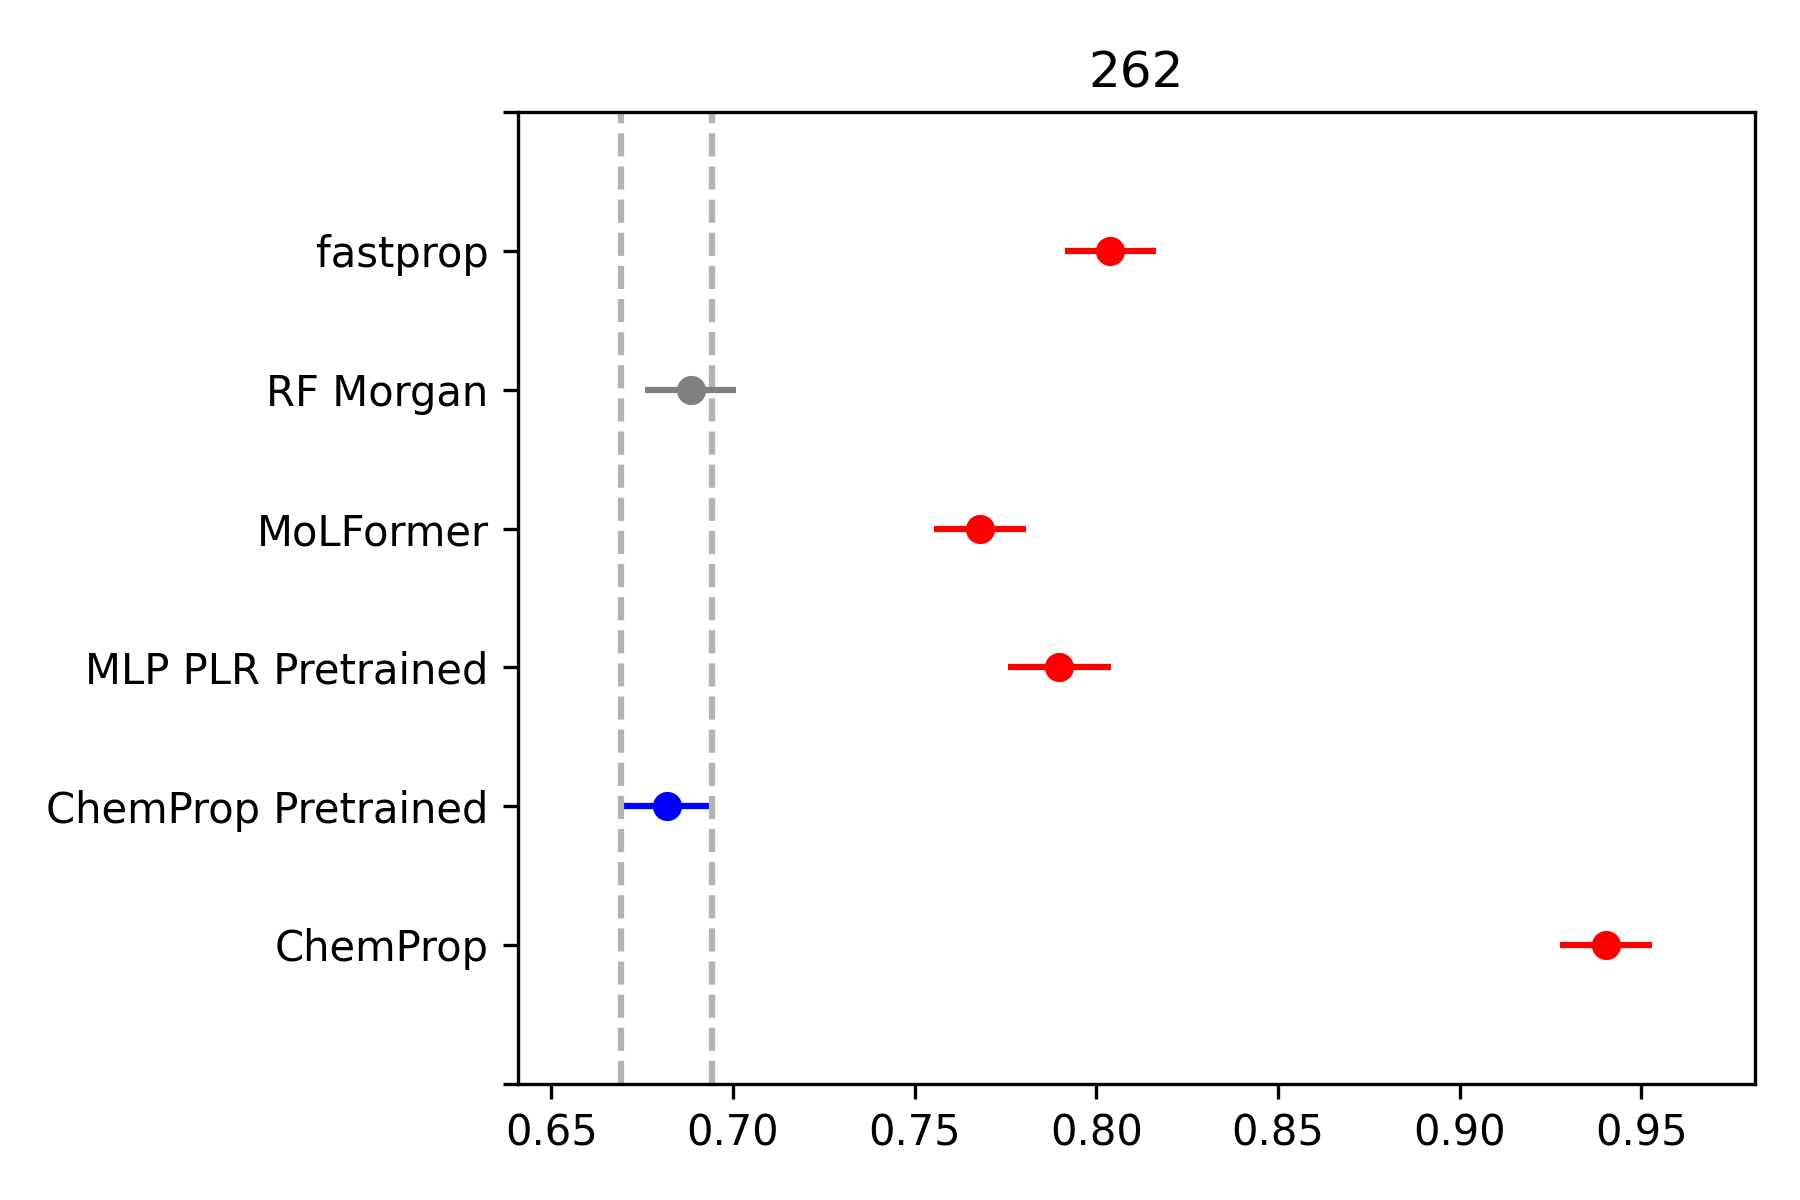 262
fastprop
RF Morgan
MoLFormer
MLP PLR Pretrained
ChemProp Pretrained
ChemProp
0.65 0.70 0.75 0.80 0.85 0.90 0.95